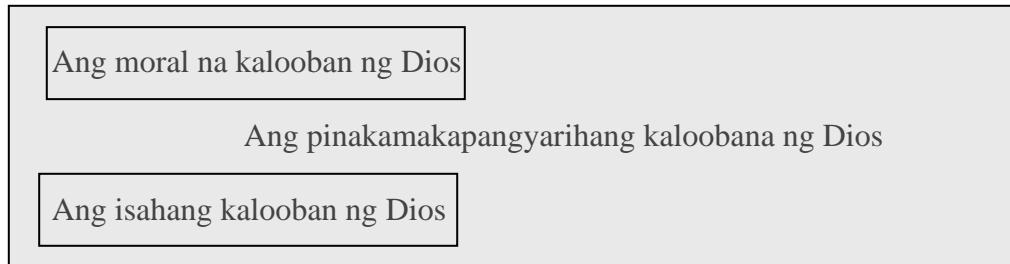 Ang moral na kalooban ng Dios
Ang pinakamakapangyarihang kaloobana ng Dios
Ang isahang kalooban ng Dios